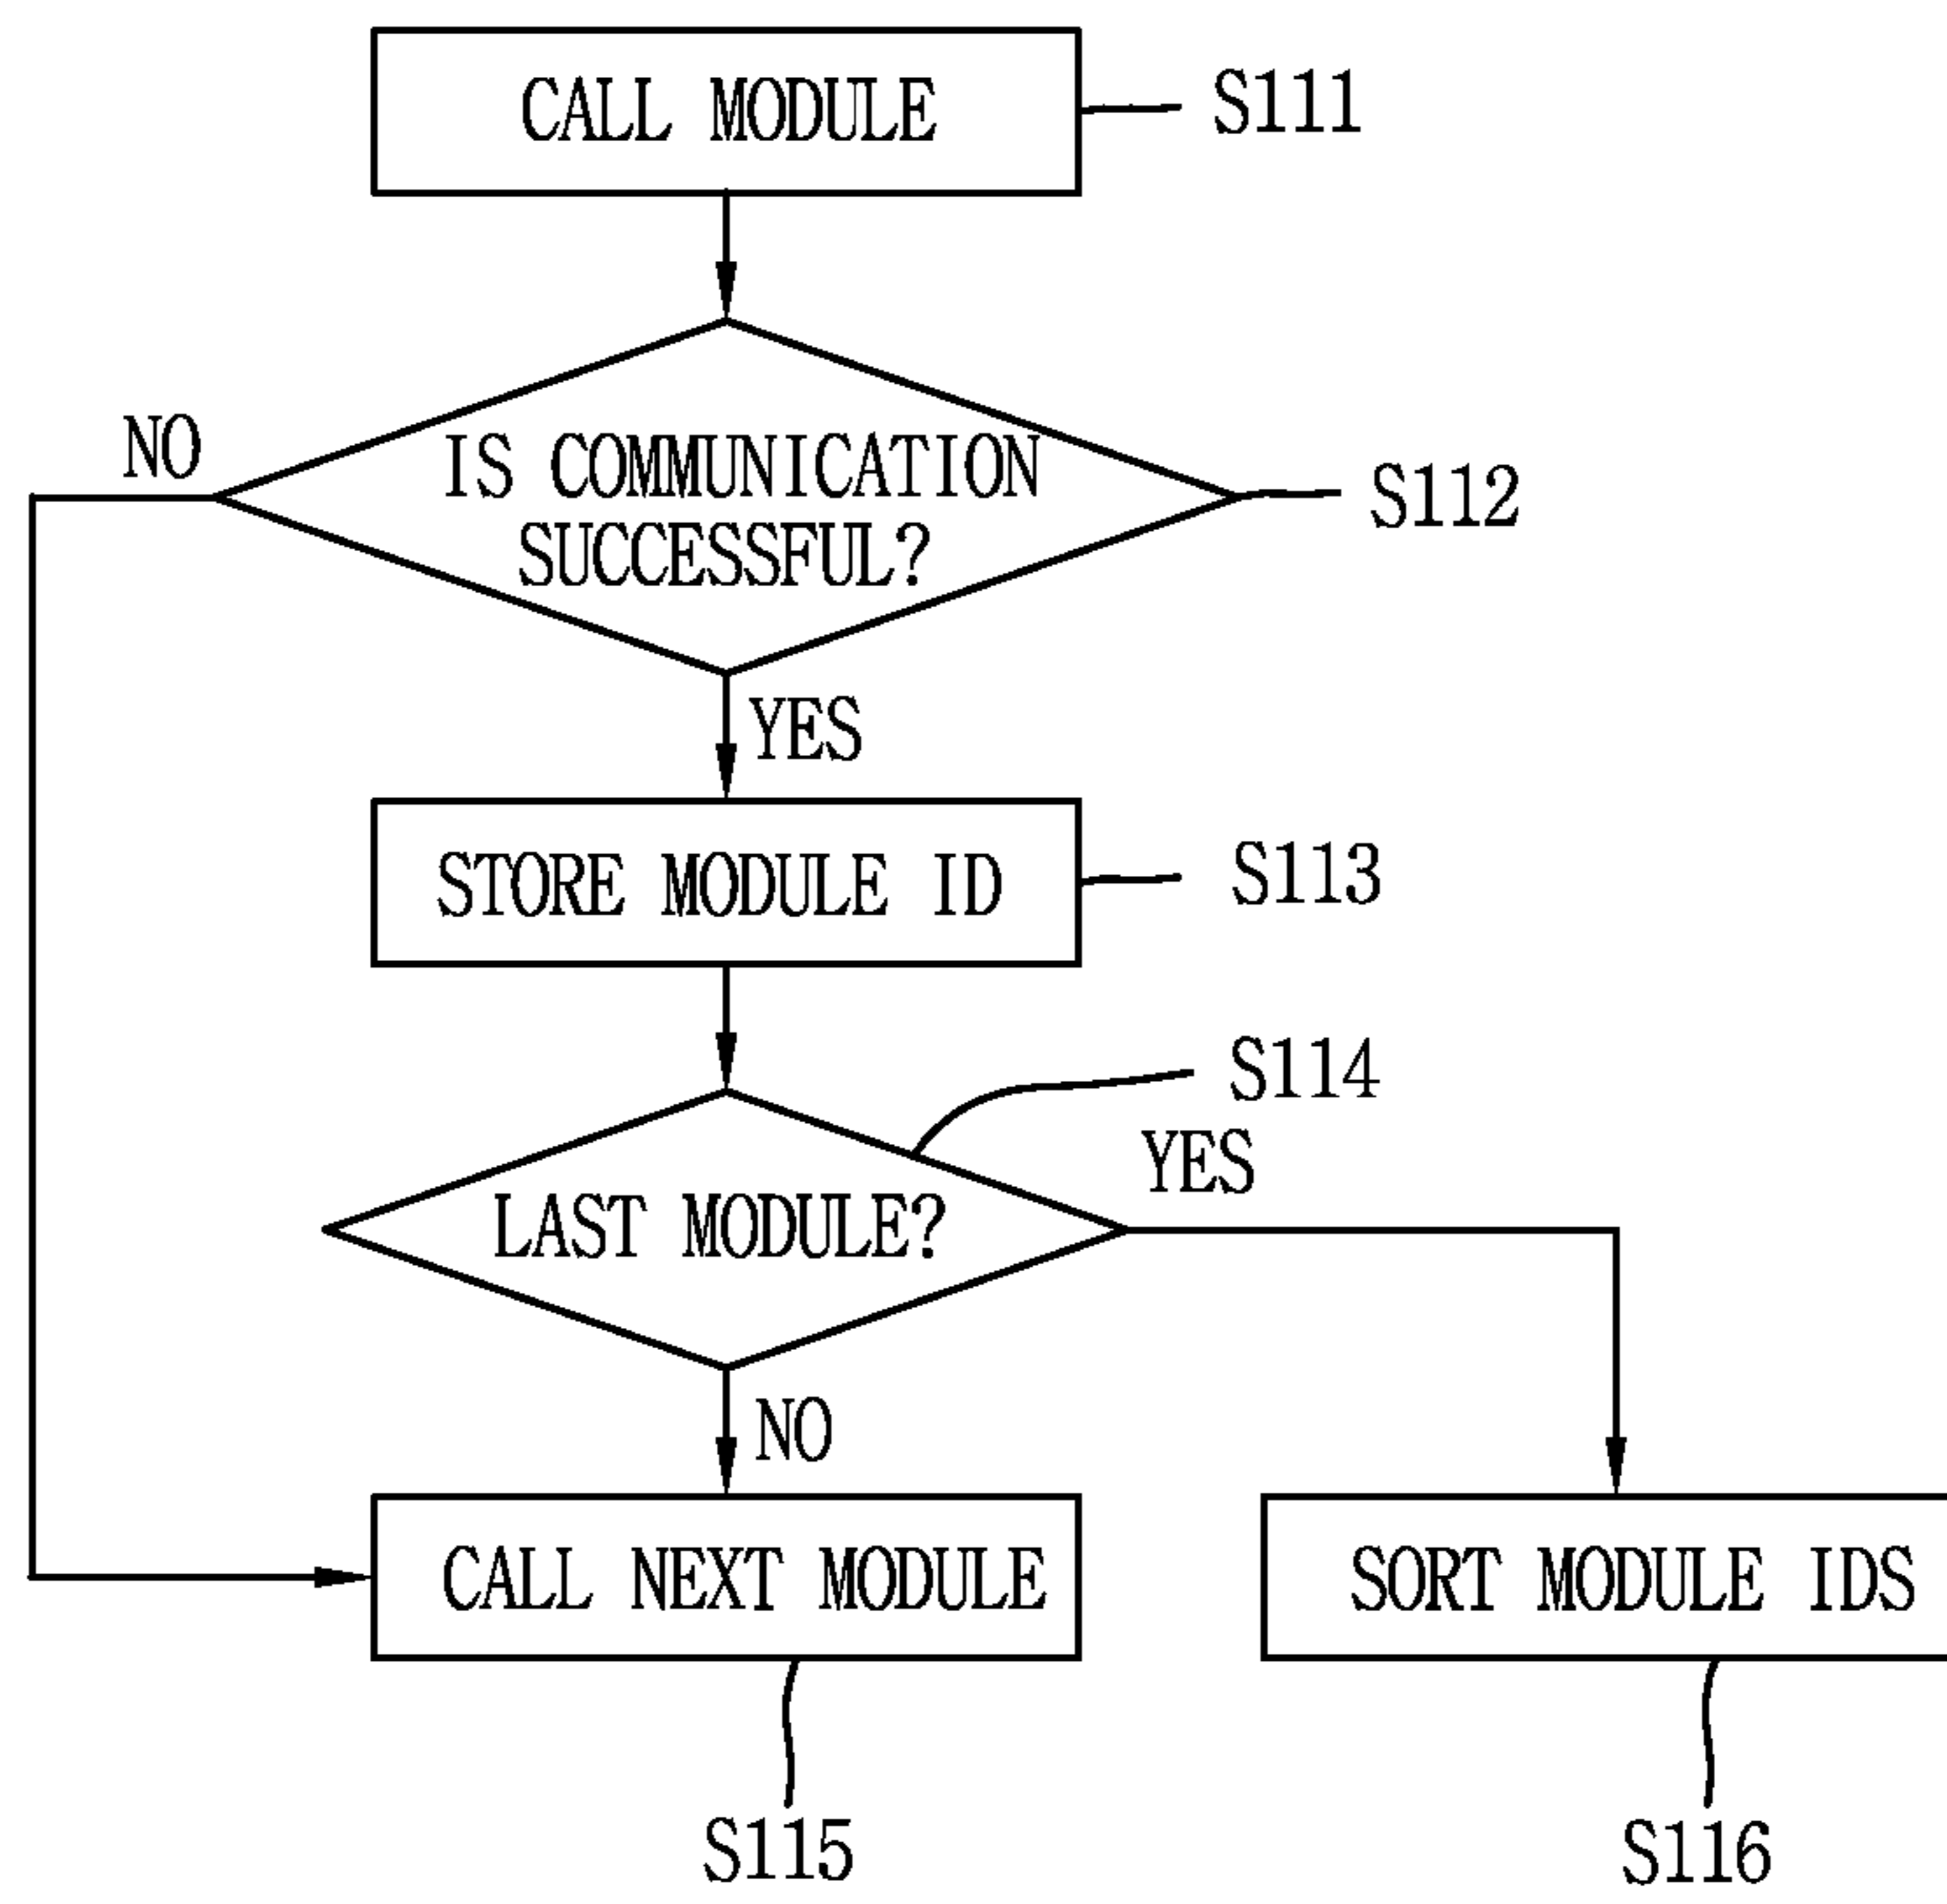 CALL MODULE
S111
NO
IS COMMUNICATION
SUCCESSFUL?
S112
YES
STORE MODULE ID
S113
S114
YES
LAST MODULE?
NO
CALL NEXT MODULE
SORT MODULE IDS
S115
S116